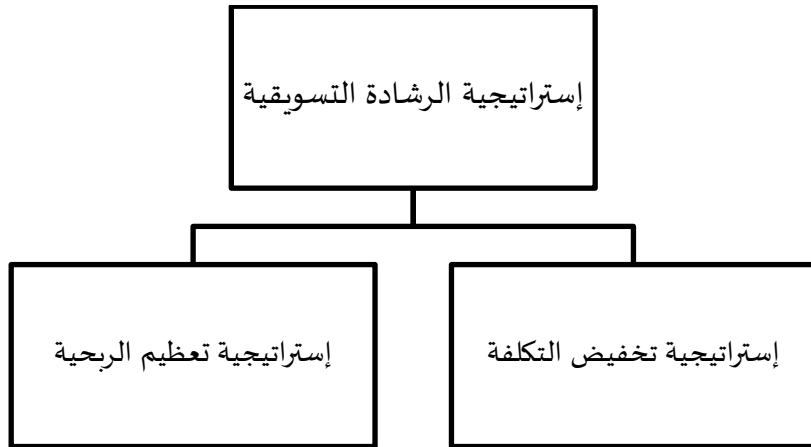 إستراتيجية الرشادة التسويقية
إستراتيجية تخفيض التكلفة
إستراتيجية تعظيم الربحية